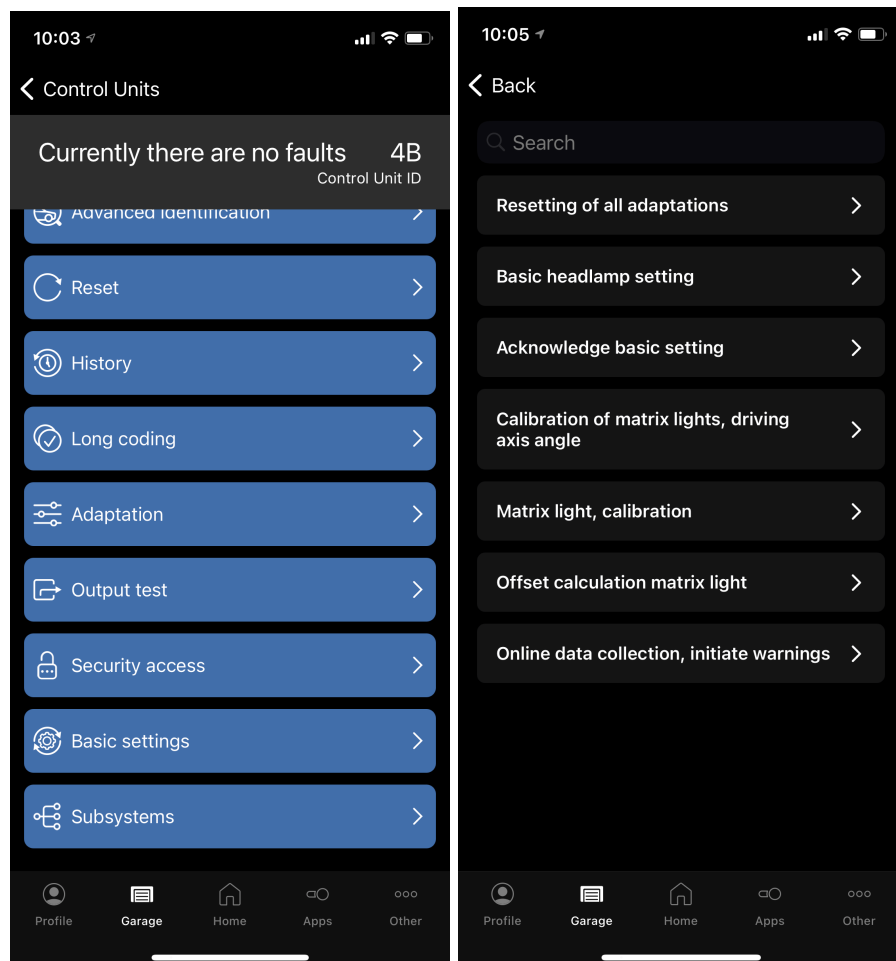 10:03
Control Units
Currently there are no faults 4B
Control Unit ID
Advanced Identification
Reset
History
Long coding
Adaptation
Output test
Security access
Basic settings
Subsystems
Profile Garage Home Apps Other
10:05
Back
Search
Resetting of all adaptations
Basic headlamp setting
Acknowledge basic setting
Calibration of matrix lights, driving
axis angle
Matrix light, calibration
Offset calculation matrix light
Online data collection, initiate warnings
Profile Garage Home Apps Other